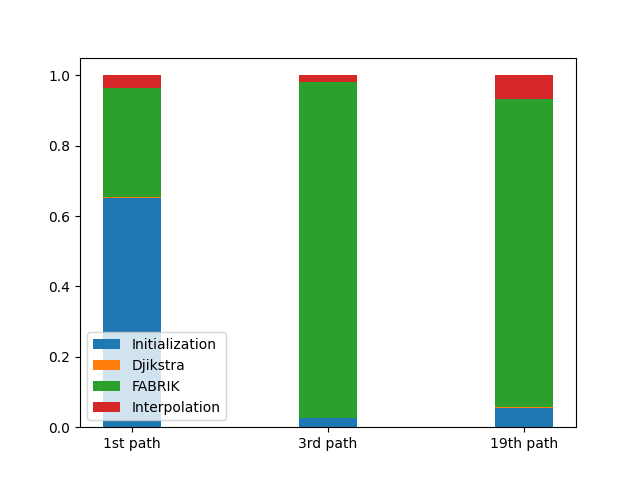 1.0
0.8
0.6
0.4
0.2
0.0
Initialization
Djikstra
FABRIK
Interpolation
1st path
3rd path
19th path